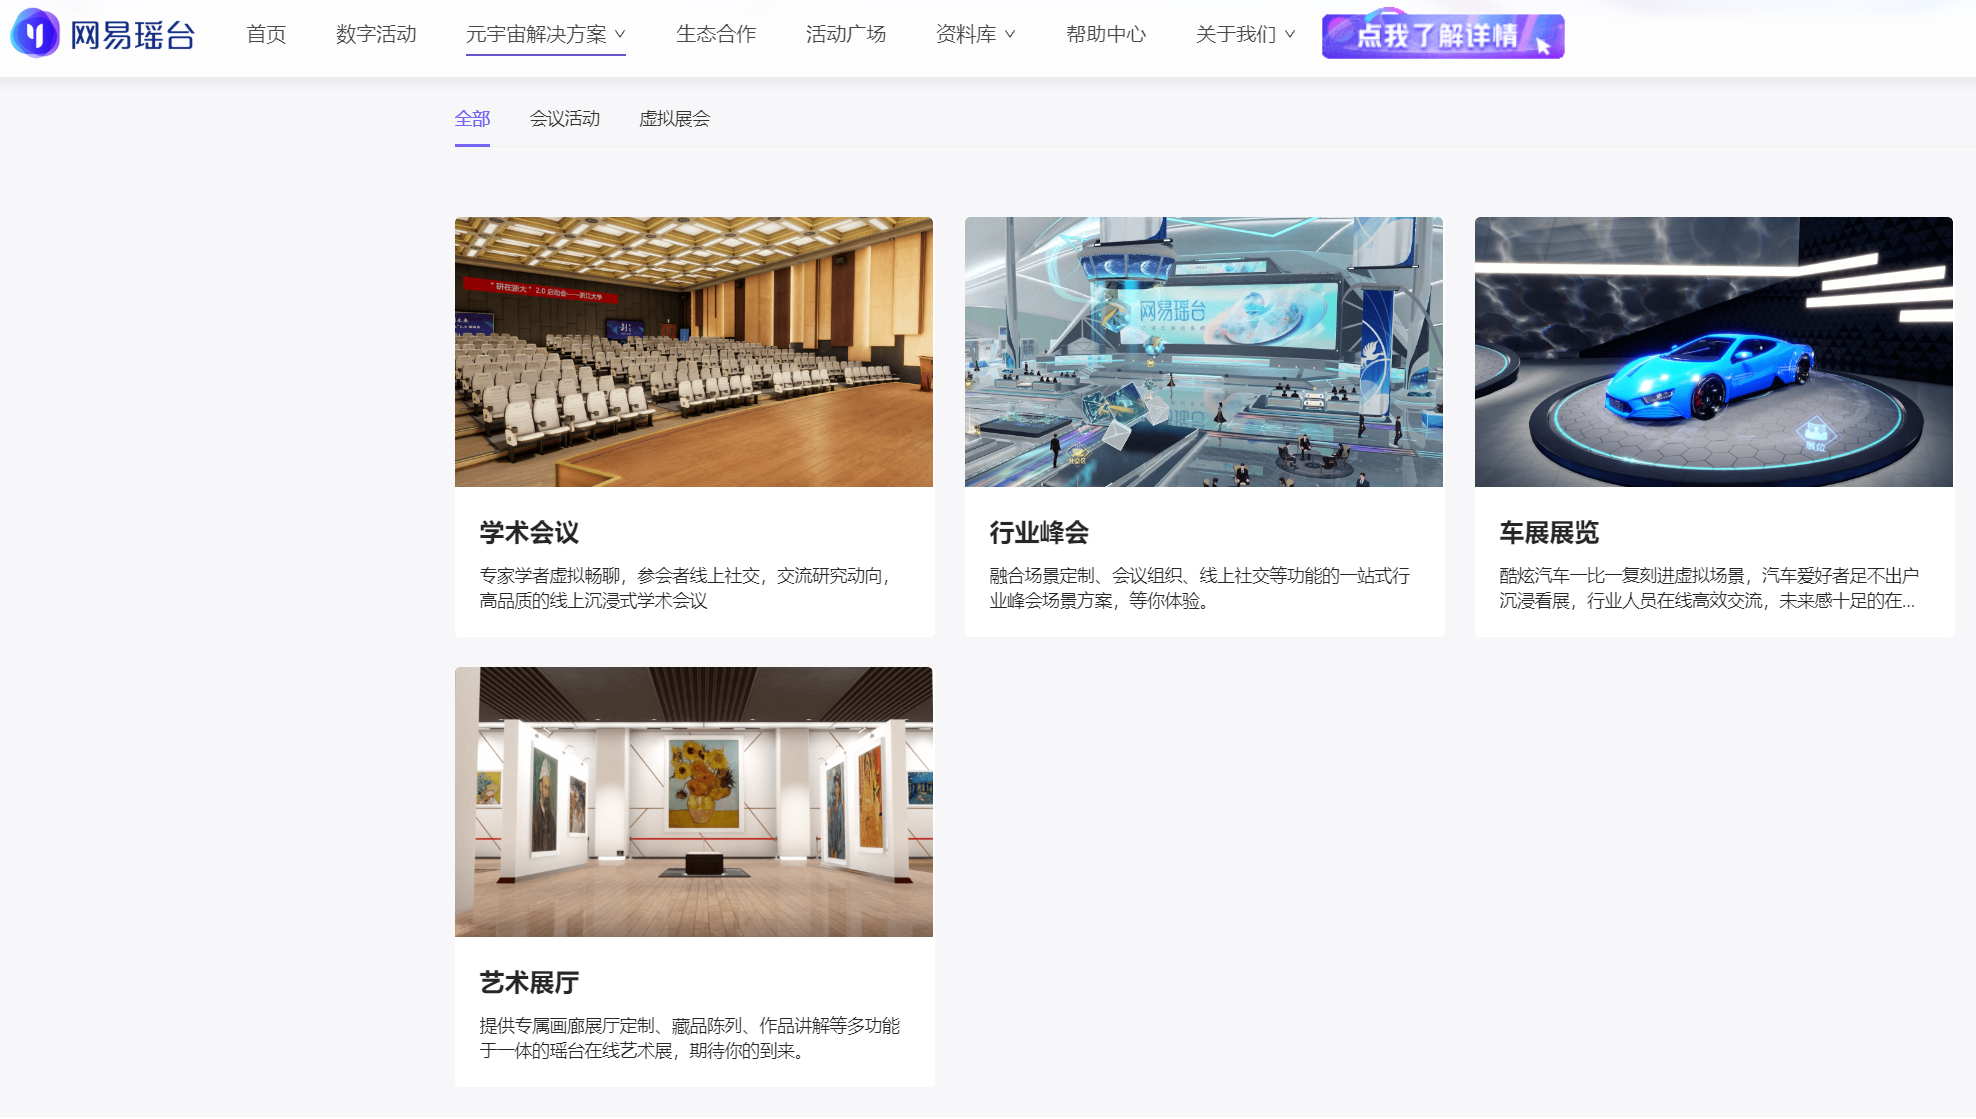 网易瑶台
首页
数字活动
元宇宙解决方案
生态合作
活动广场
资料库
帮助中心
关于我们
点我了解详情
全部
会议活动
虚拟展会
“研在浙大”2.0 启动会——浙江大学
网易瑶台
学术会议
专家学者虚拟畅聊，参会者线上社交，交流研究动向，
高品质的线上沉浸式学术会议
行业峰会
融合场景定制、会议组织、线上社交等功能的一站式行
业峰会场景方案，等你体验。
展位
车展展览
酷炫汽车一比一复刻进虚拟场景，汽车爱好者足不出户
沉浸看展，行业人员在线高效交流，未来感十足的在...
艺术展厅
提供专属画廊展厅定制、藏品陈列、作品讲解等多功能
于一体的瑶台在线艺术展，期待你的到来。